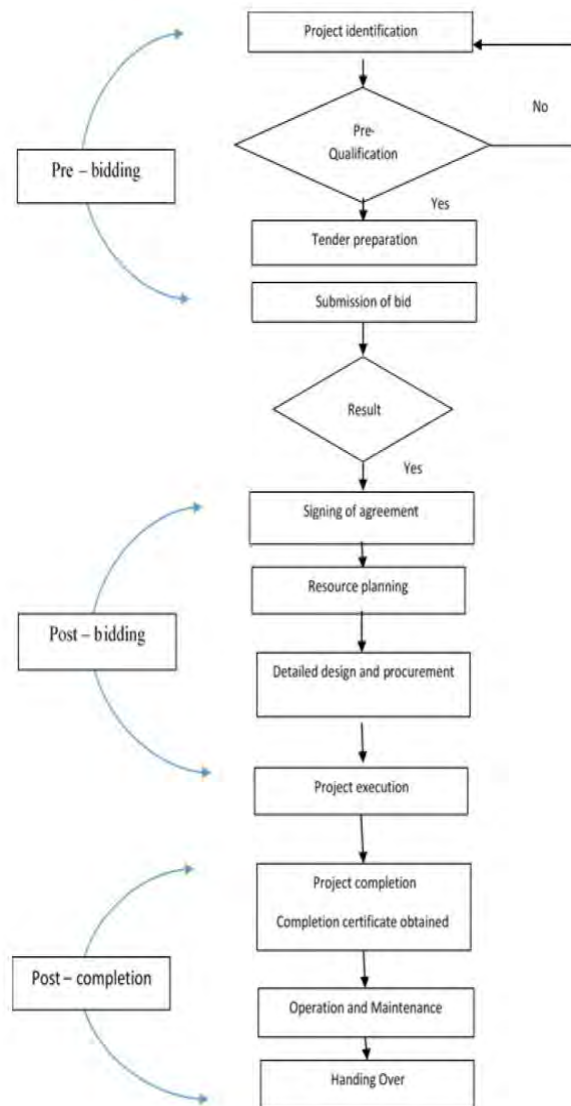 Project identification
No
Pre-
Qualification
Pre – bidding
Yes
Tender preparation
Submission of bid
Result
Yes
Signing of agreement
Resource planning
Post – bidding
Detailed design and procurement
Project execution
Project completion
Completion certificate obtained
Post – completion
Operation and Maintenance
Handing Over